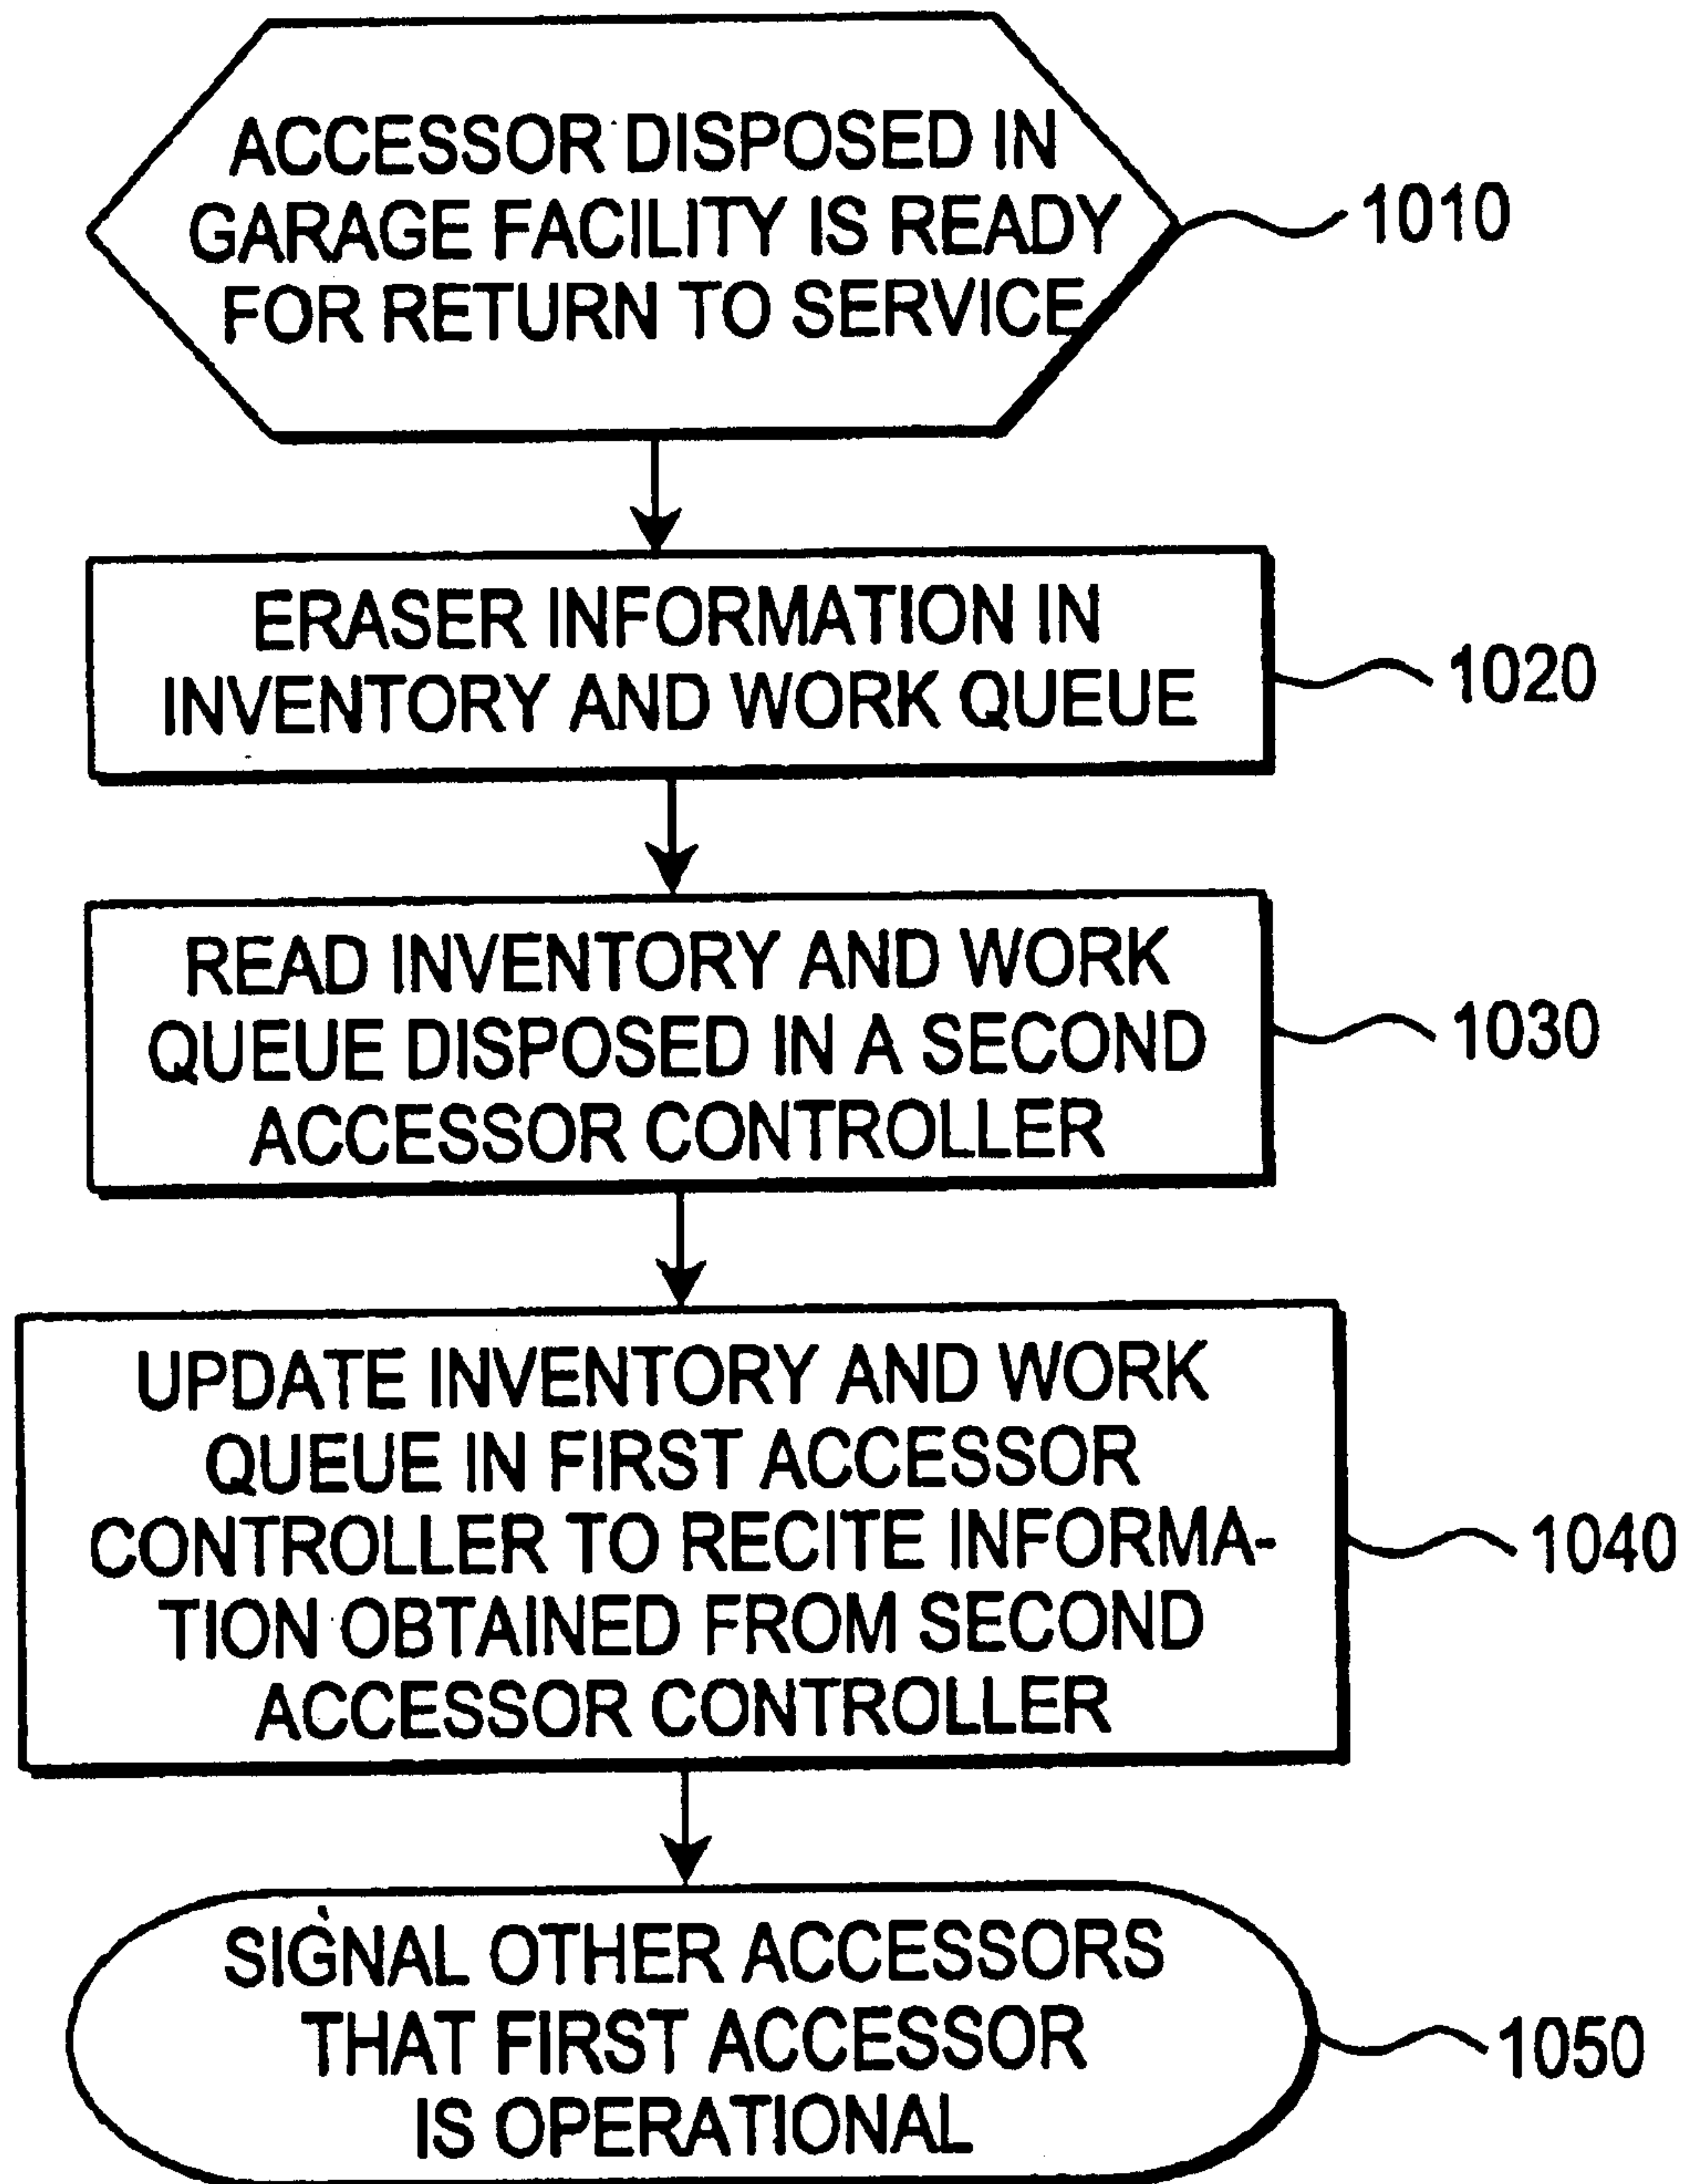 ACCESSOR DISPOSED IN
GARAGE FACILITY IS READY
FOR RETURN TO SERVICE
1010
ERASER INFORMATION IN
INVENTORY AND WORK QUEUE
1020
READ INVENTORY AND WORK
QUEUE DISPOSED IN A SECOND
ACCESSOR CONTROLLER
1030
UPDATE INVENTORY AND WORK
QUEUE IN FIRST ACCESSOR
CONTROLLER TO RECITE INFORMA-
TION OBTAINED FROM SECOND
ACCESSOR CONTROLLER
1040
SIGNAL OTHER ACCESSORS
THAT FIRST ACCESSOR
IS OPERATIONAL
1050